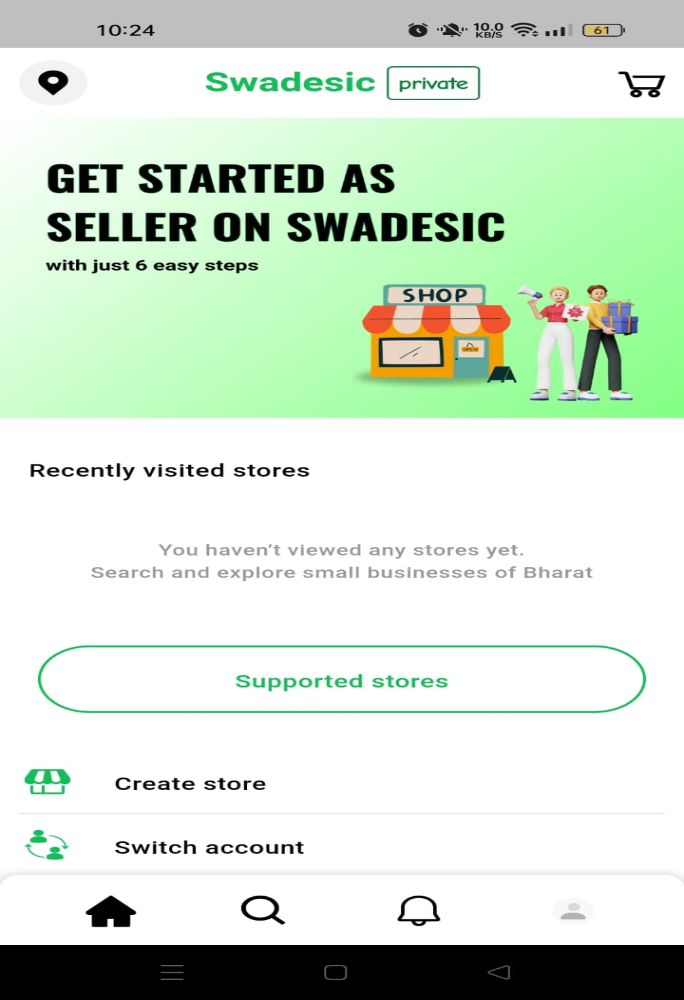 10:24
10.0
KB/S
61
Swadesic private
GET STARTED AS
SELLER ON SWADESIC
with just 6 easy steps
SHOP
OPEN
Recently visited stores
You haven't viewed any stores yet.
Search and explore small businesses of Bharat
Supported stores
Create store
Switch account